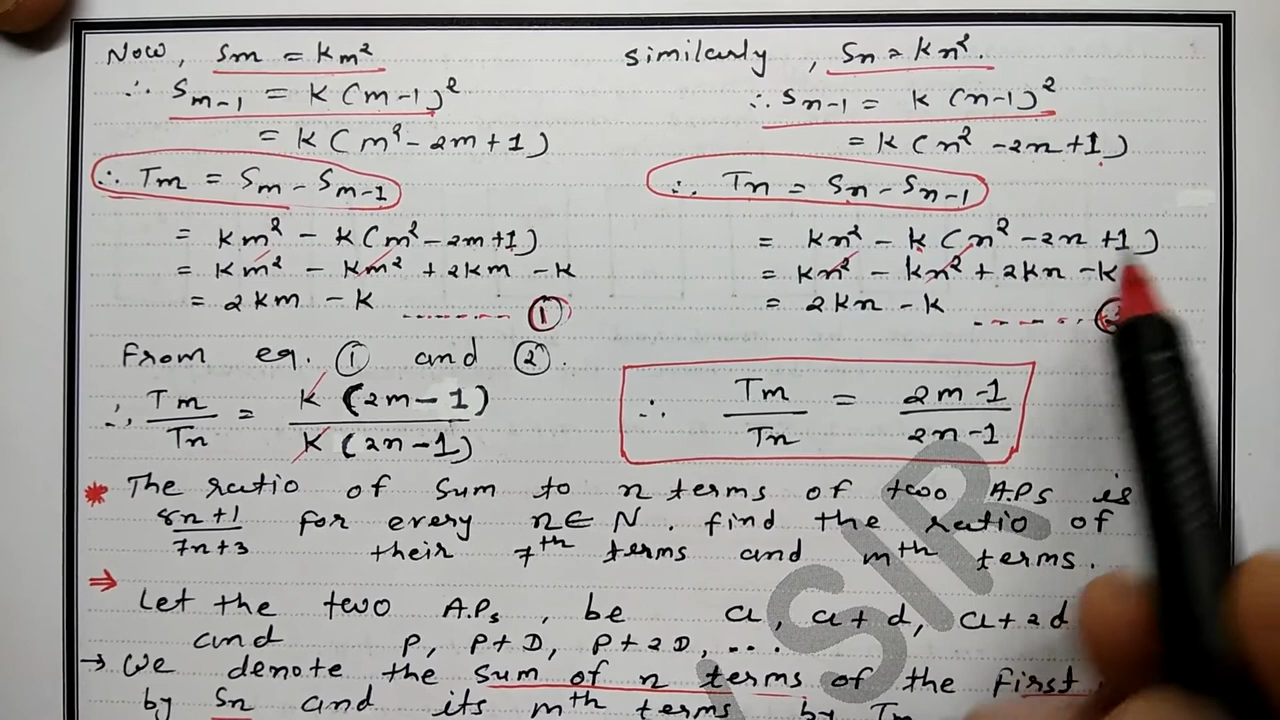 Now, Sm = Km²
∴ Sm-1 = K(m-1)²
= K(m²-2m+1)
∴ Tm = Sm - Sm-1
= Km² - K(m²-2m+1)
= Km² - Km² + 2Km - K
= 2Km - K -------- ①
similarly, Sn = Kn².
∴ Sn-1 = K(n-1)²
= K(n² -2n+1)
∴ Tn = Sn - Sn-1
= Kn² - K(n² -2n+1)
= Kn² - Kn² + 2Kn - K
= 2Kn - K
From eq. ① and ②.
∴ Tm/Tn = K(2m-1)/K(2n-1)
∴ Tm/Tn = 2m-1/2n-1
* The ratio of sum to n terms of two A.Ps is
8n+1/7n+3 for every n∈N. find the ratio of
their 7th terms and mth terms.
⇒ Let the two A.Ps, be a, a+d, a+2d
and P, P+D, P+2D, ...
→ We denote the sum of n terms of the first
by Sn and its mth terms by Tm